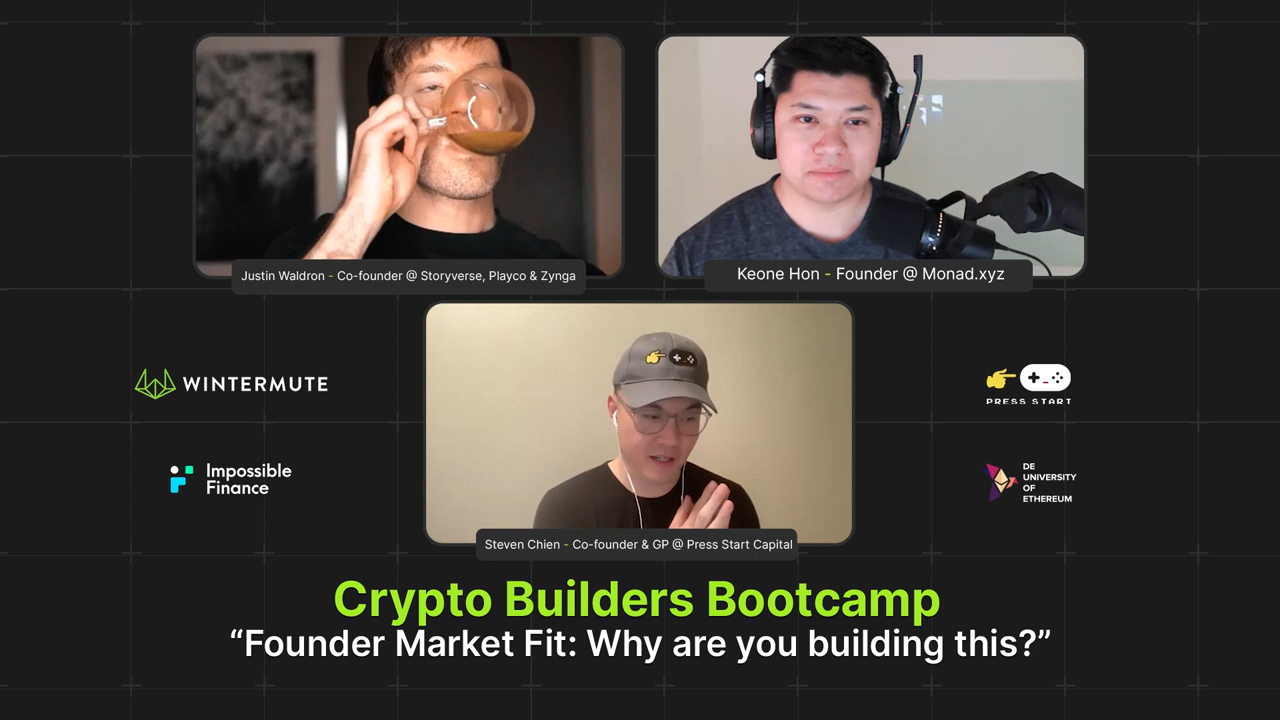 Justin Waldron - Co-founder @ Storyverse, Playco & Zynga
Keone Hon - Founder @ Monad.xyz
WINTERMUTE
PRESS START
Impossible
Finance
DE
UNIVERSITY
OF
ETHEREUM
Steven Chien - Co-founder & GP @ Press Start Capital
Crypto Builders Bootcamp
“Founder Market Fit: Why are you building this?”